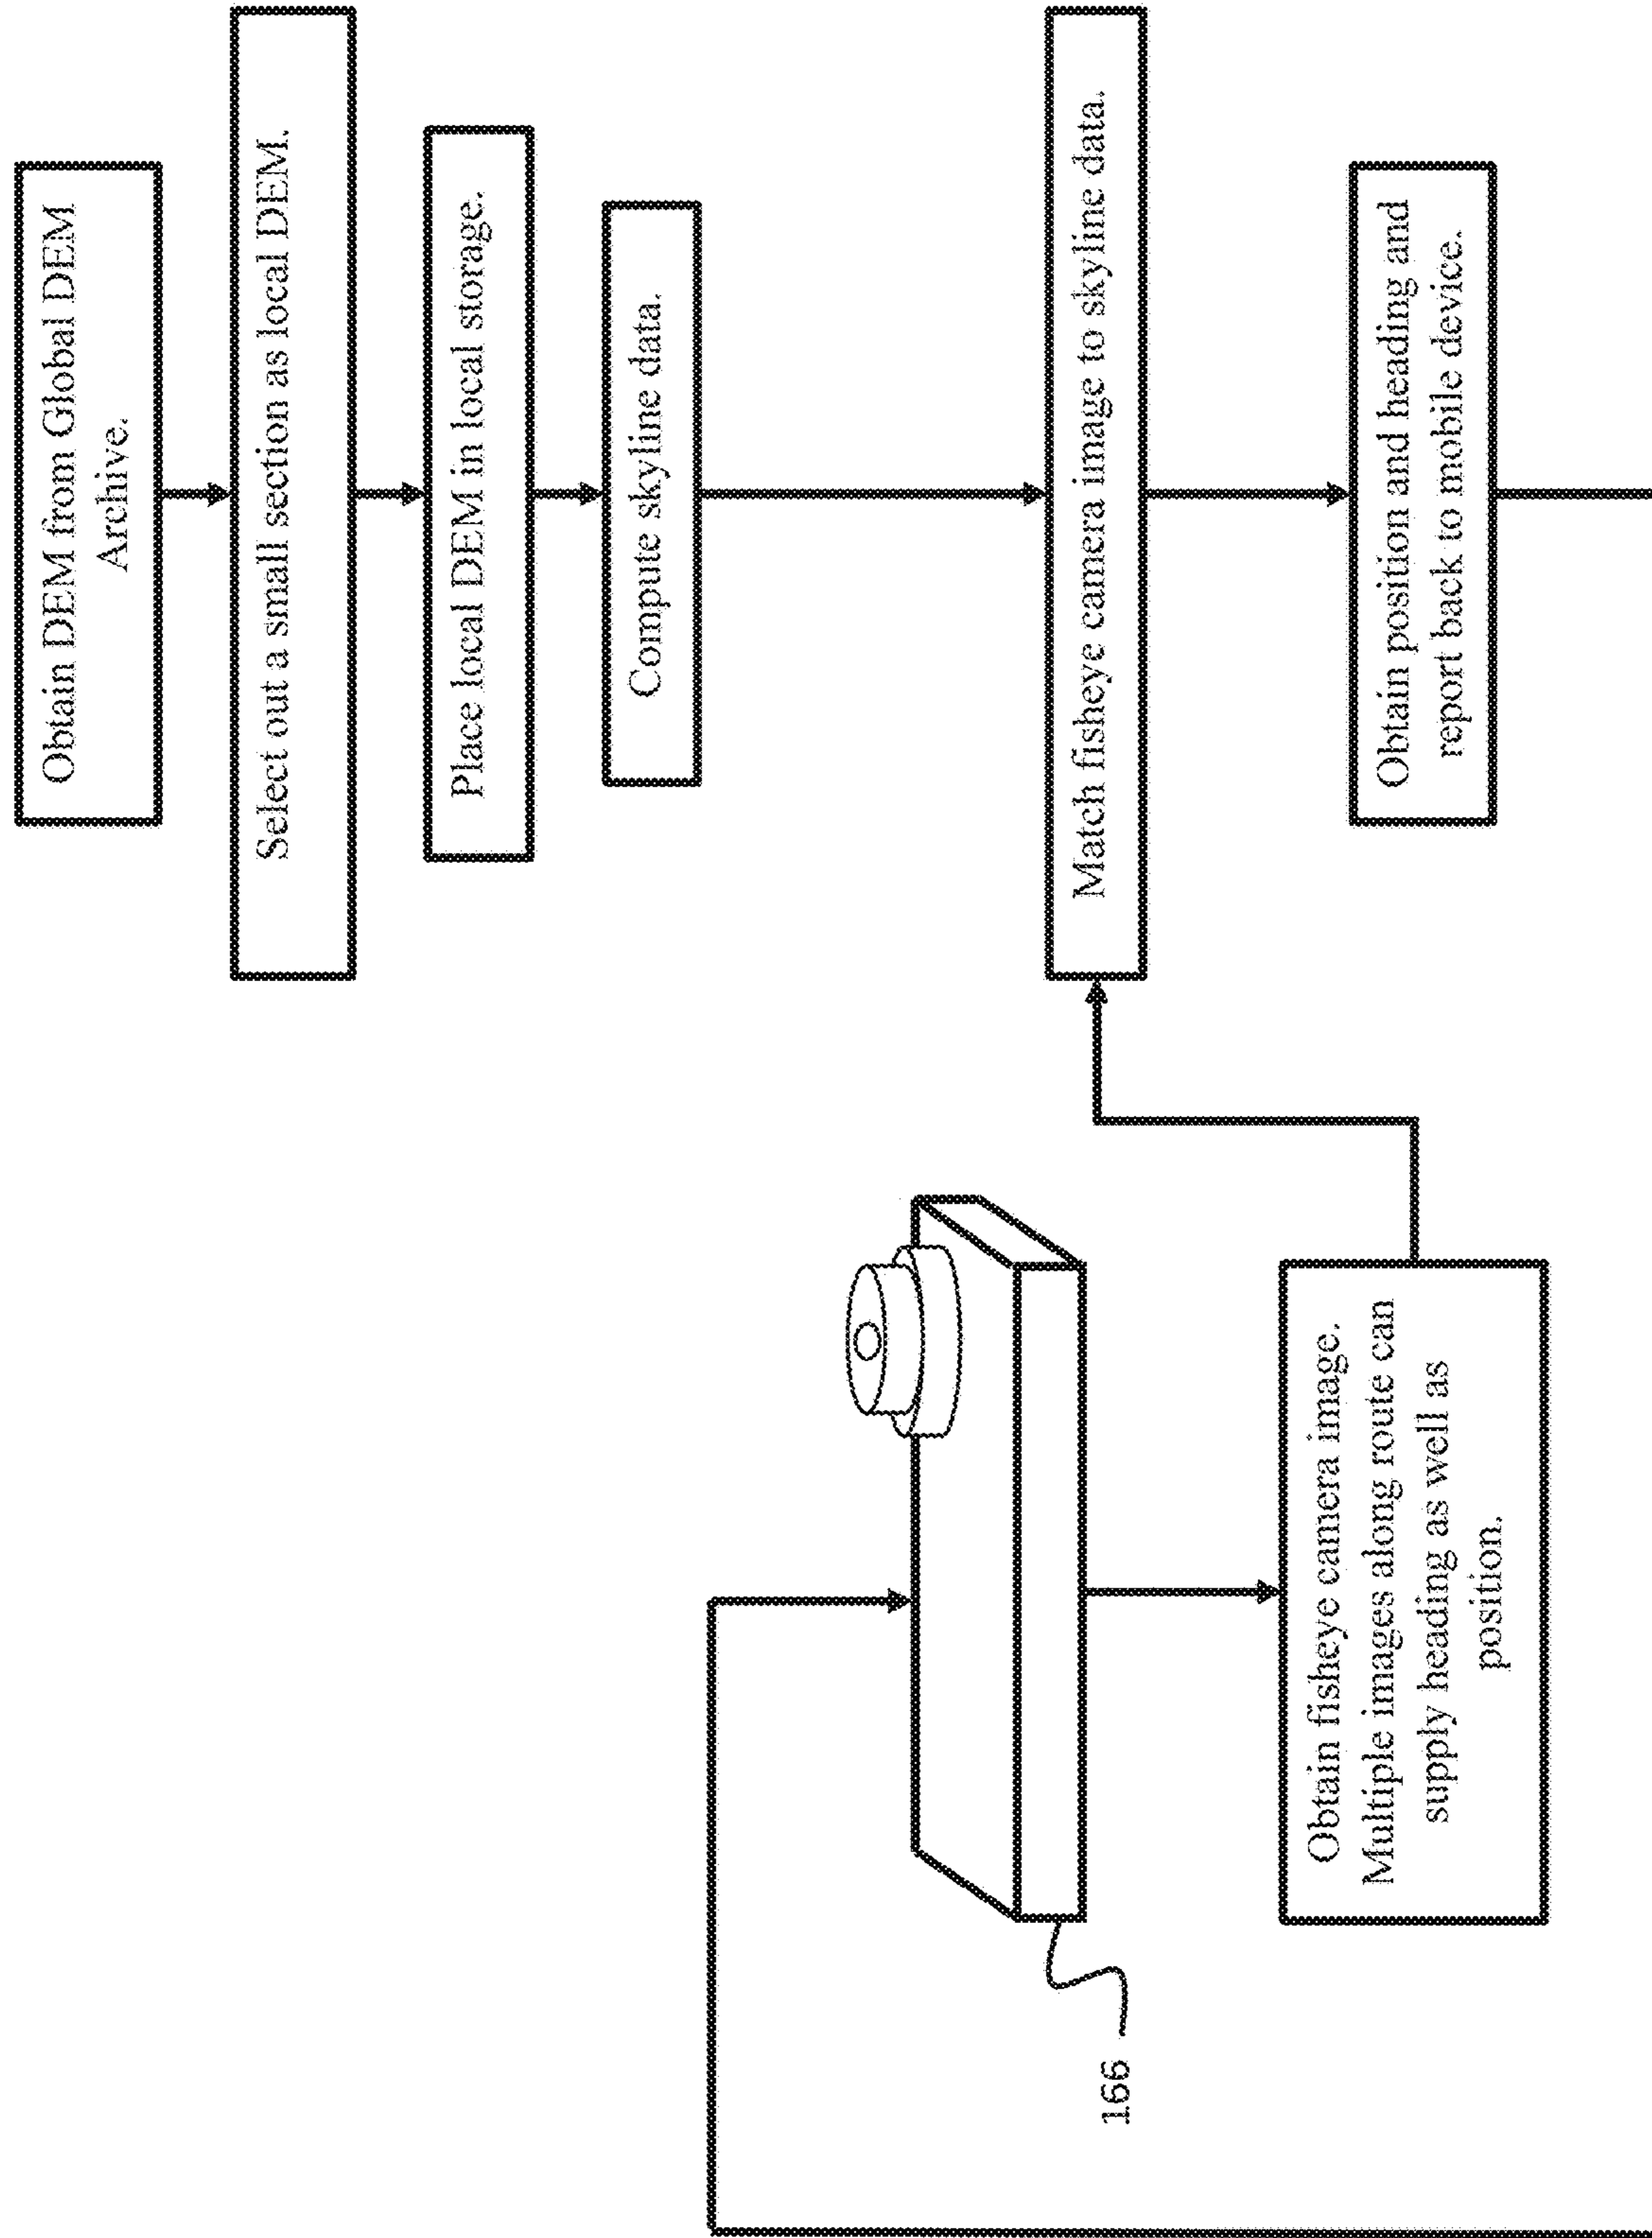 Obtain DEM from Global DEM
Archive.
Select out a small section as local DEM.
Place local DEM in local storage.
Compute skyline data.
Match fisheye camera image to skyline data.
Obtain position and heading and
report back to mobile device.
166
Obtain fisheye camera image.
Multiple images along route can
supply heading as well as
position.